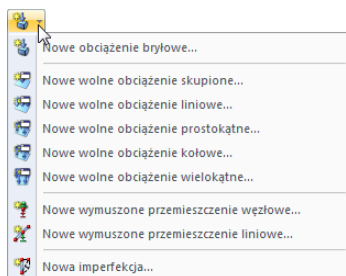 Nowe obciążenie bryłowe...
Nowe wolne obciążenie skupione...
Nowe wolne obciążenie liniowe...
Nowe wolne obciążenie prostokątne...
Nowe wolne obciążenie kołowe...
Nowe wolne obciążenie wielokątne...
Nowe wymuszone przemieszczenie węzłowe...
Nowe wymuszone przemieszczenie liniowe...
Nowa imperfekcja...